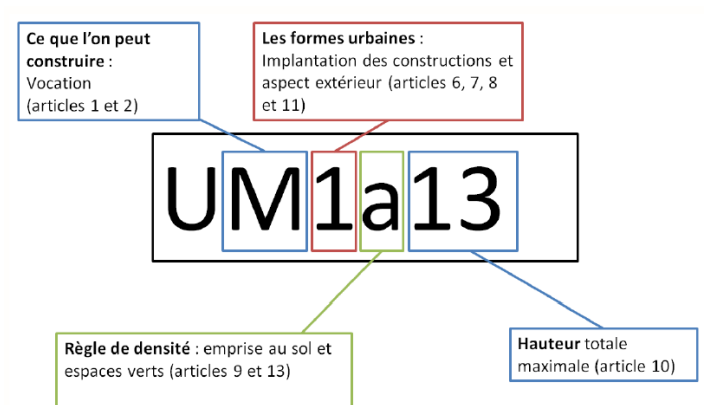 Ce que l'on peut
construire :
Vocation
(articles 1 et 2)
Les formes urbaines :
Implantation des constructions et
aspect extérieur (articles 6, 7, 8
et 11)
UM1a13
Règle de densité : emprise au sol et
espaces verts (articles 9 et 13)
Hauteur totale
maximale (article 10)